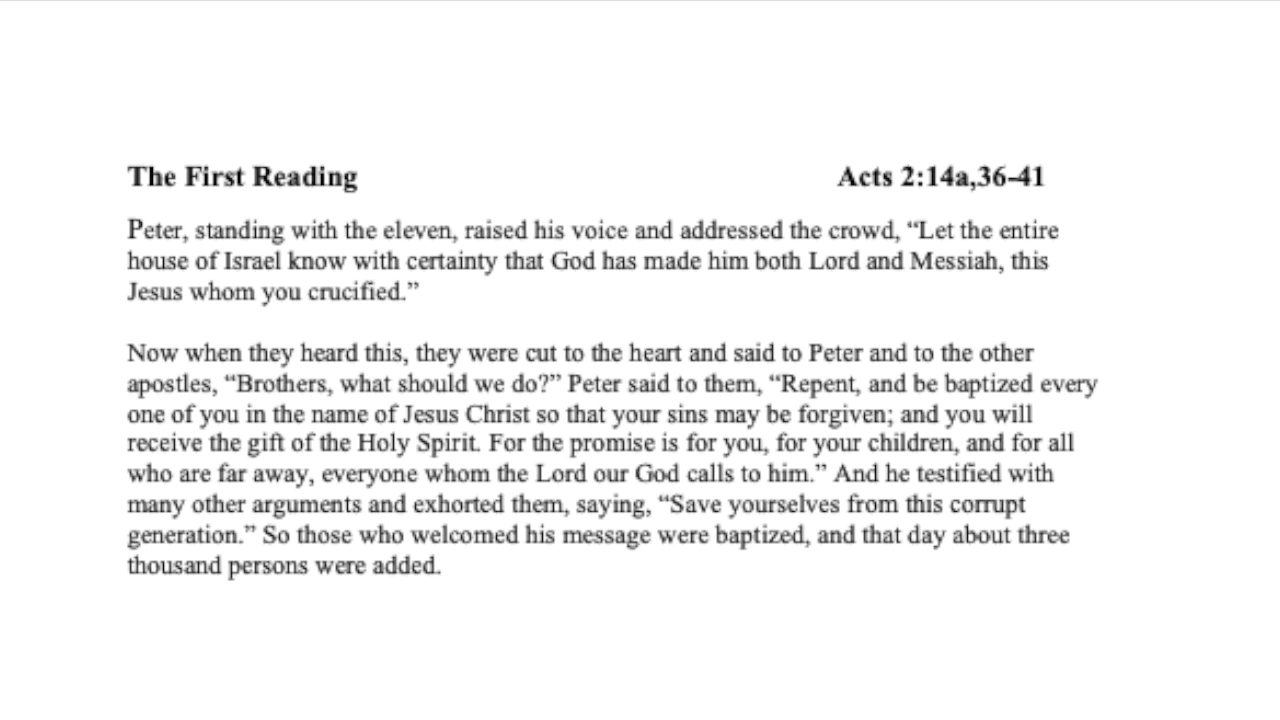 The First Reading Acts 2:14a,36-41
Peter, standing with the eleven, raised his voice and addressed the crowd, “Let the entire
house of Israel know with certainty that God has made him both Lord and Messiah, this
Jesus whom you crucified.”
Now when they heard this, they were cut to the heart and said to Peter and to the other
apostles, “Brothers, what should we do?” Peter said to them, “Repent, and be baptized every
one of you in the name of Jesus Christ so that your sins may be forgiven; and you will
receive the gift of the Holy Spirit. For the promise is for you, for your children, and for all
who are far away, everyone whom the Lord our God calls to him.” And he testified with
many other arguments and exhorted them, saying, “Save yourselves from this corrupt
generation.” So those who welcomed his message were baptized, and that day about three
thousand persons were added.